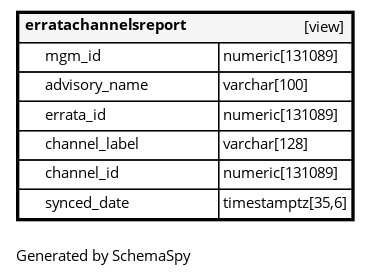 erratachannelsreport [view]
mgm_id numeric[131089]
advisory_name varchar[100]
errata_id numeric[131089]
channel_label varchar[128]
channel_id numeric[131089]
synced_date timestamptz[35,6]
Generated by SchemaSpy